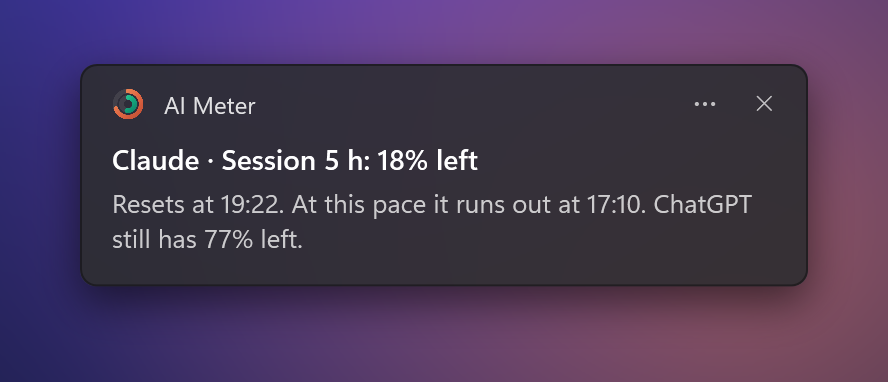 AI Meter
Claude · Session 5 h: 18% left
Resets at 19:22. At this pace it runs out at 17:10. ChatGPT
still has 77% left.